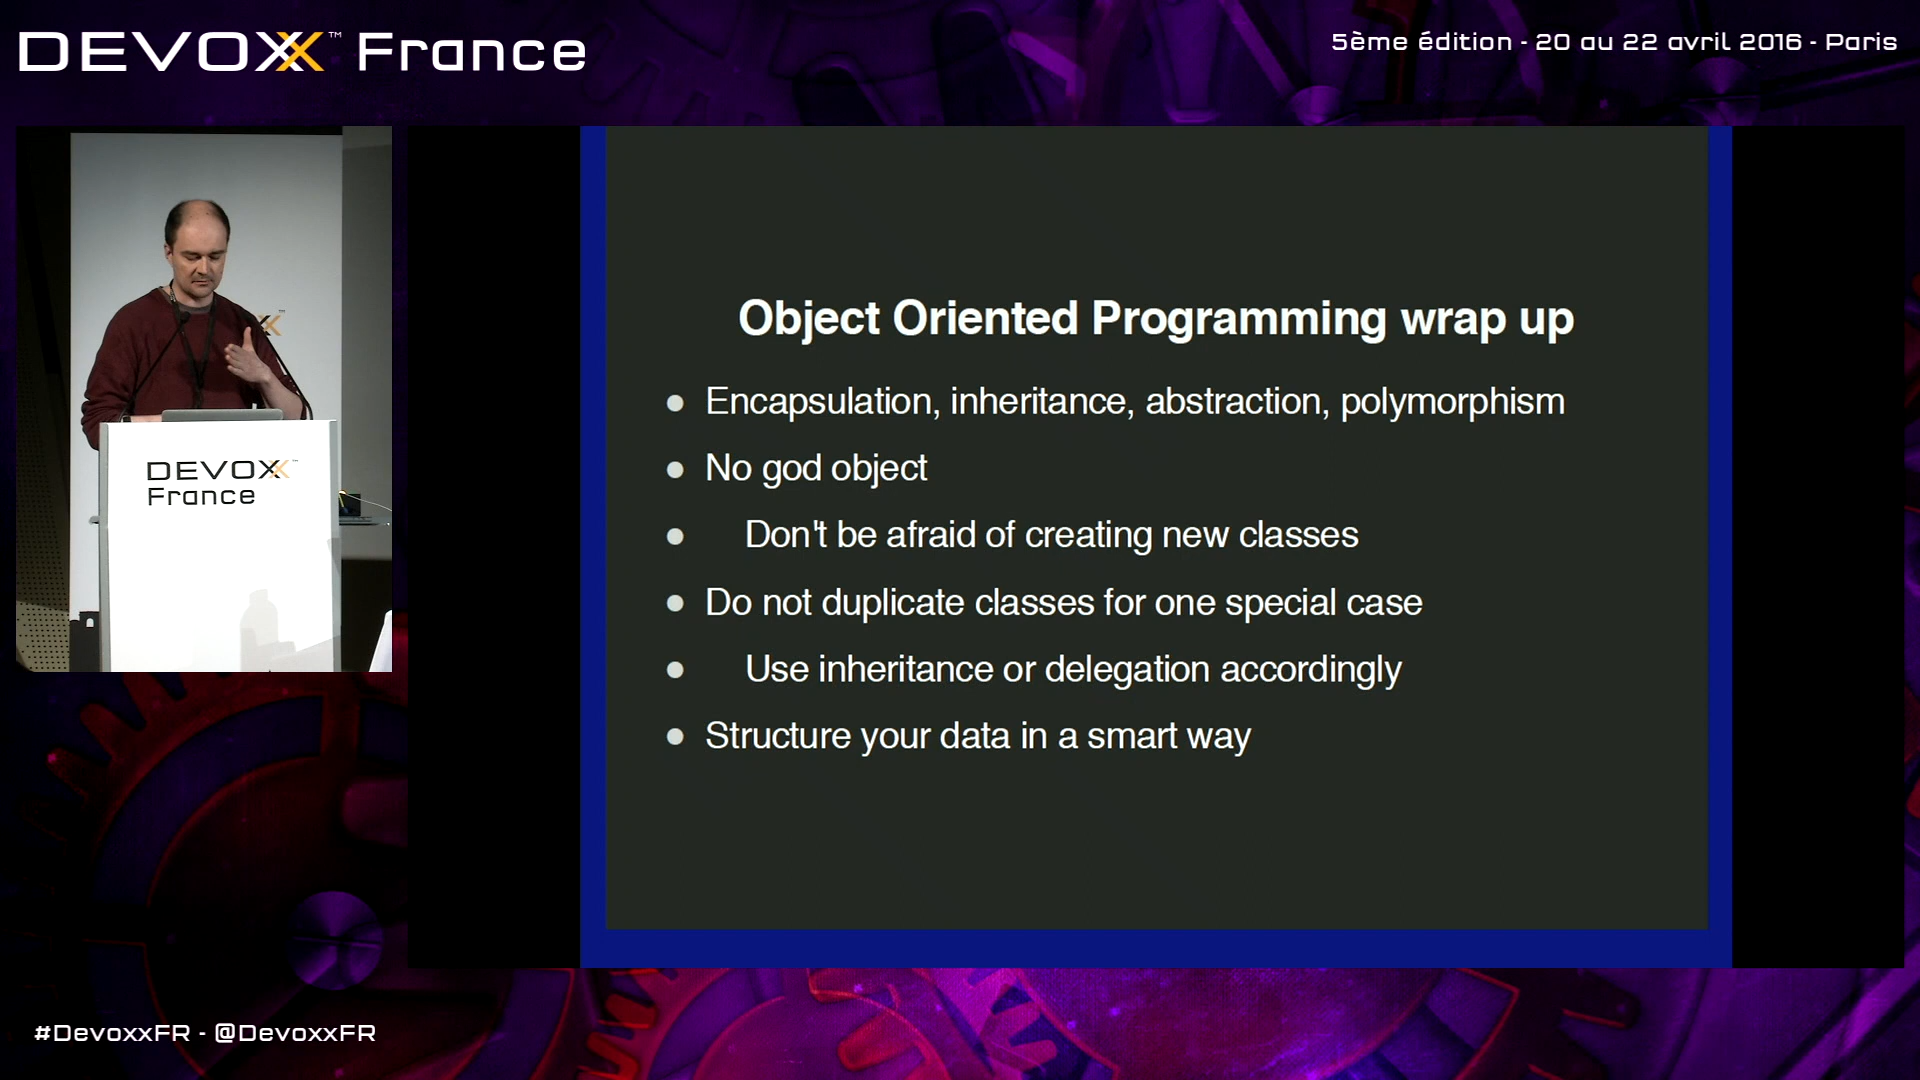 DEVOXX™ France
5ème édition - 20 au 22 avril 2016 - Paris
Object Oriented Programming wrap up
● Encapsulation, inheritance, abstraction, polymorphism
● No god object
● Don't be afraid of creating new classes
● Do not duplicate classes for one special case
● Use inheritance or delegation accordingly
● Structure your data in a smart way
DEVOXX™
France
#DevoxxFR - @DevoxxFR